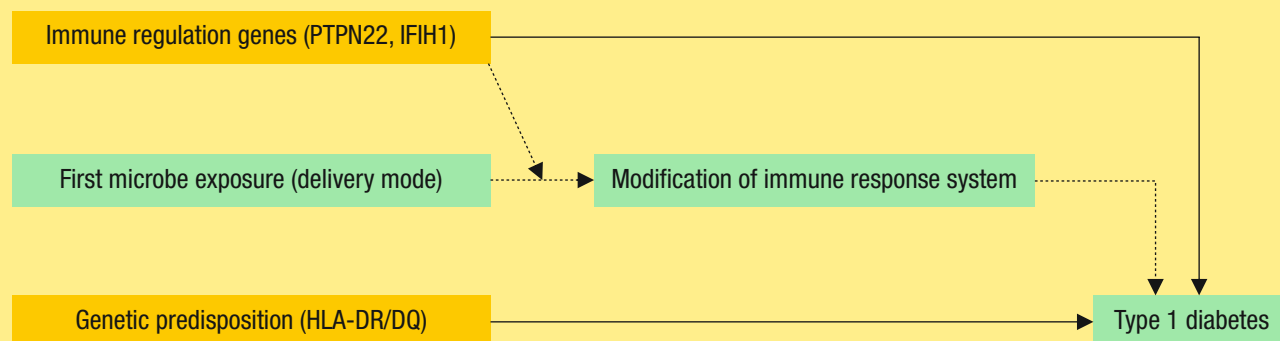 Immune regulation genes (PTPN22, IFIH1)
First microbe exposure (delivery mode)
Modification of immune response system
Genetic predisposition (HLA-DR/DQ)
Type 1 diabetes